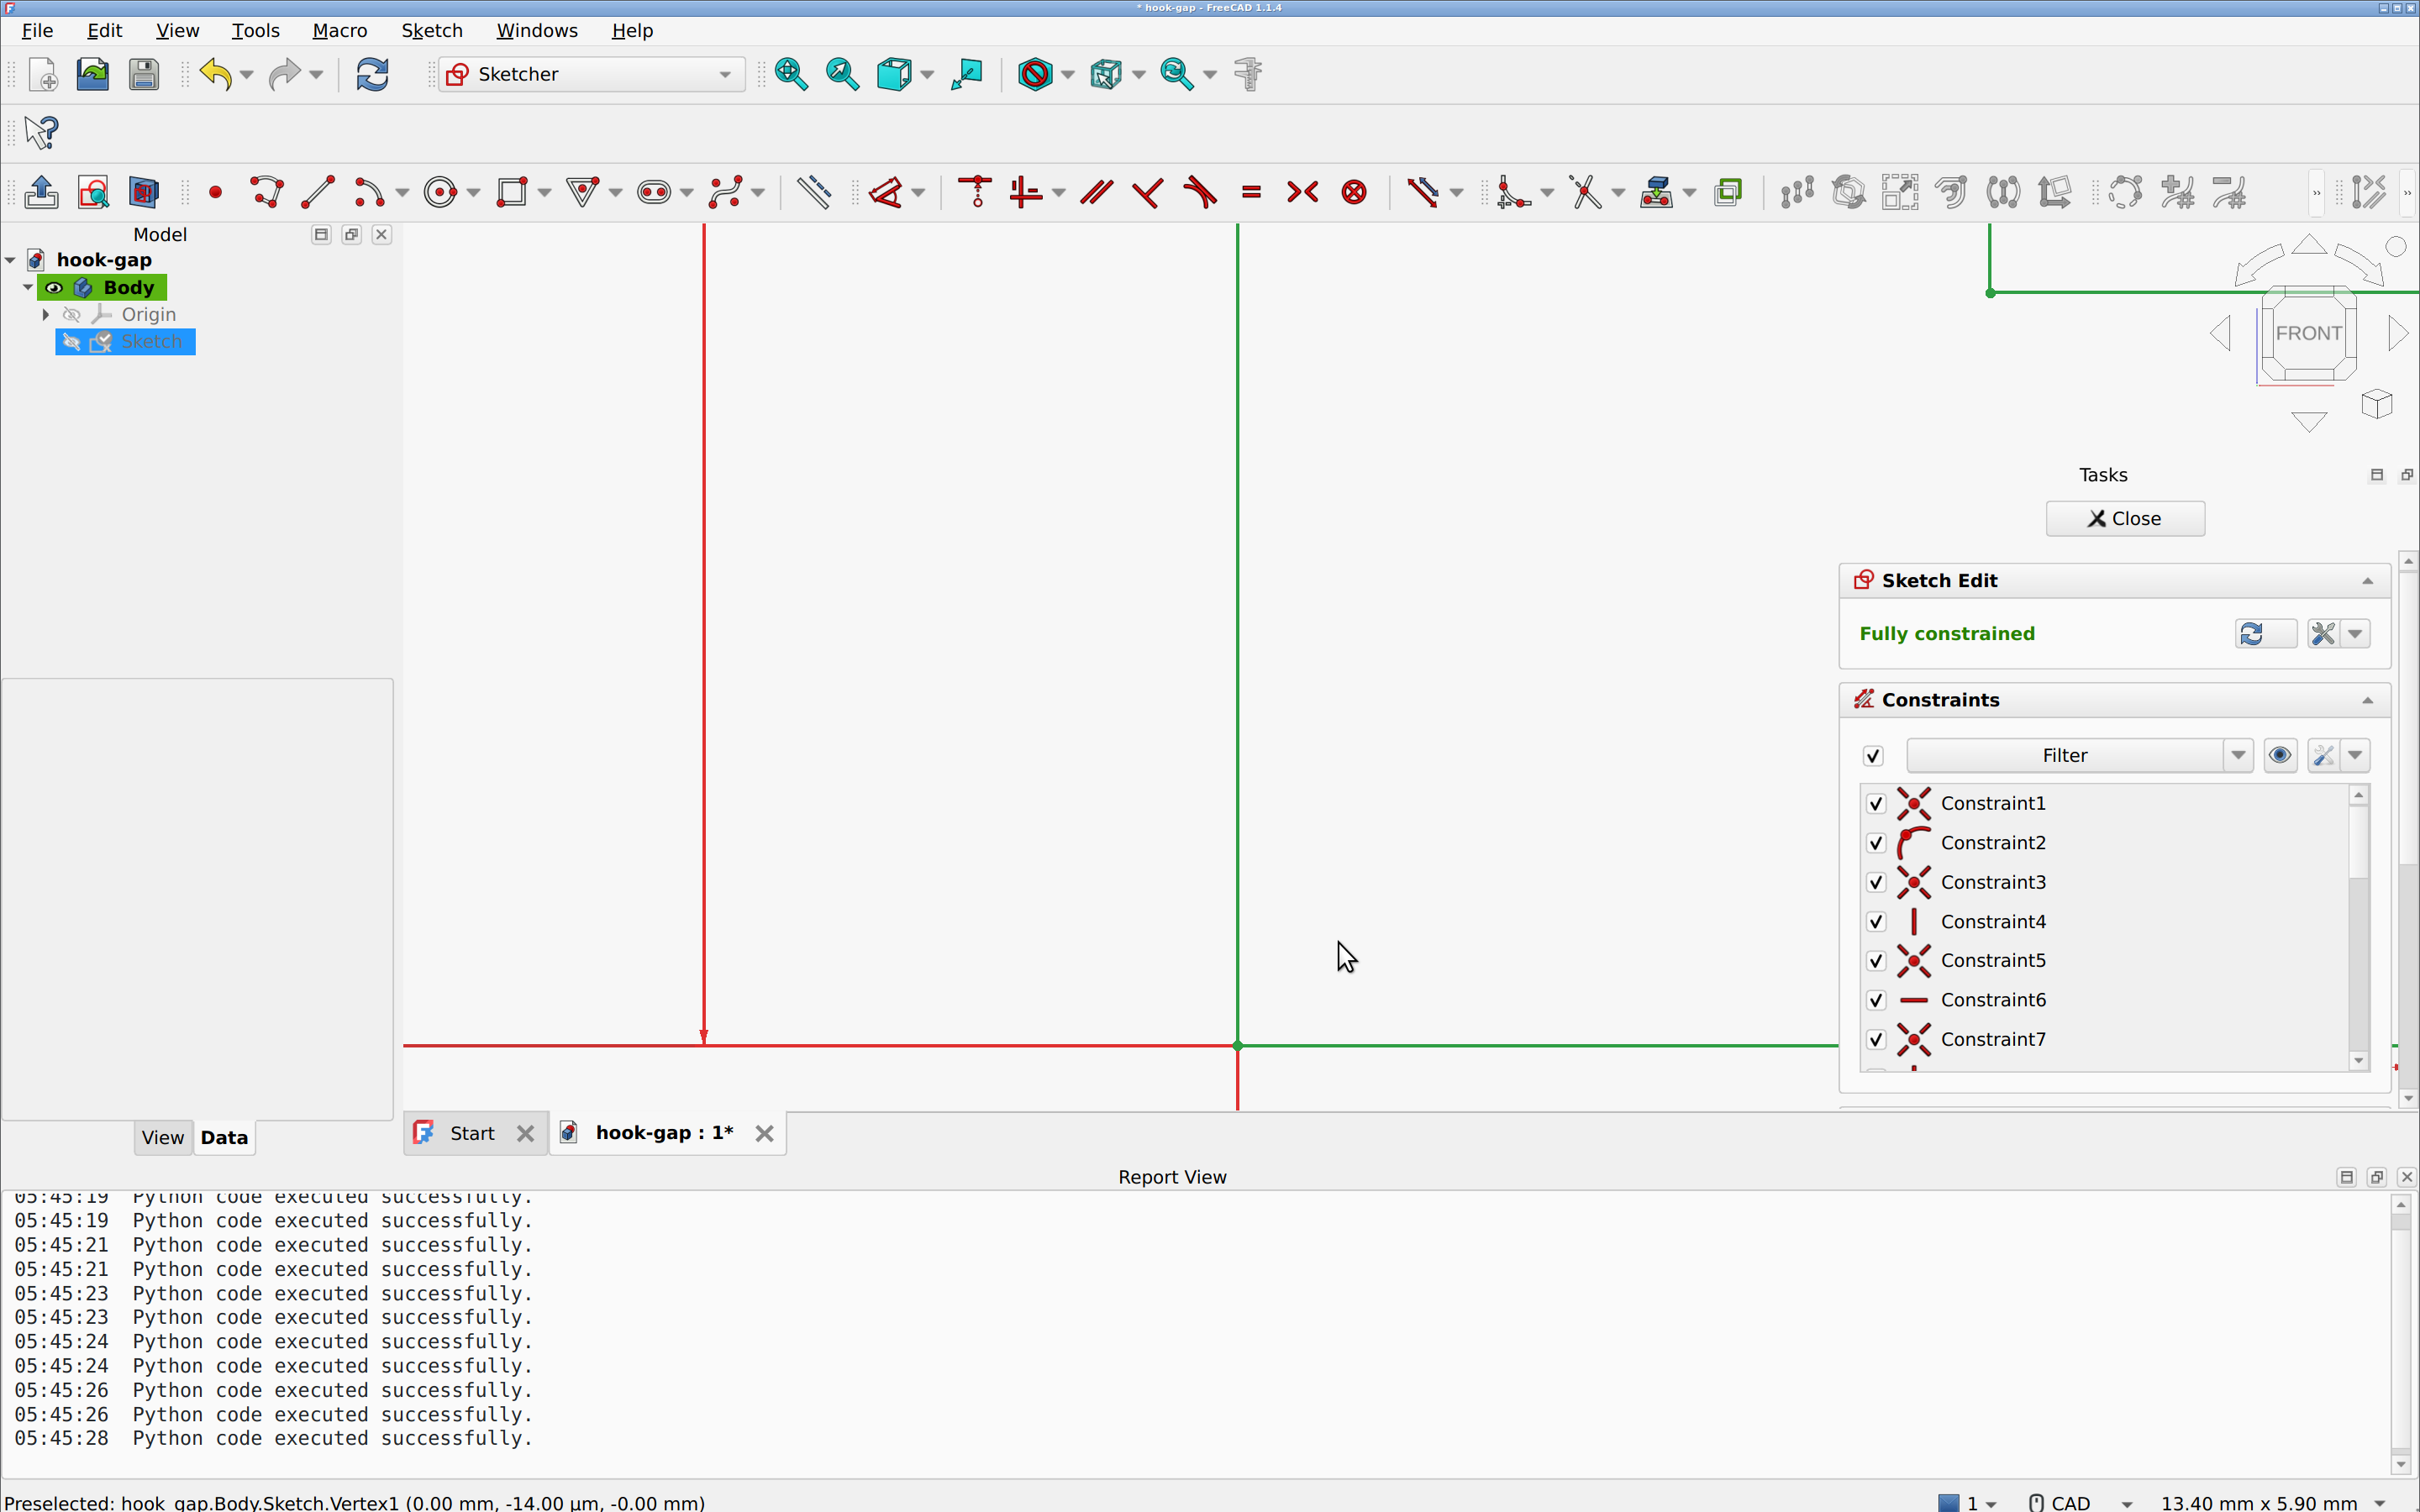 * hook-gap - FreeCAD 1.1.4
File Edit View Tools Macro Sketch Windows Help
Sketcher
Model
hook-gap
Body
Origin
Sketch
FRONT
Tasks
Close
Sketch Edit
Fully constrained
Constraints
Filter
Constraint1
Constraint2
Constraint3
Constraint4
Constraint5
Constraint6
Constraint7
View Data
Start
hook-gap : 1*
Report View
05:45:19 Python code executed successfully.
05:45:19 Python code executed successfully.
05:45:21 Python code executed successfully.
05:45:21 Python code executed successfully.
05:45:23 Python code executed successfully.
05:45:23 Python code executed successfully.
05:45:24 Python code executed successfully.
05:45:24 Python code executed successfully.
05:45:26 Python code executed successfully.
05:45:26 Python code executed successfully.
05:45:28 Python code executed successfully.
Preselected: hook_gap.Body.Sketch.Vertex1 (0.00 mm, -14.00 µm, -0.00 mm)
1 CAD 13.40 mm x 5.90 mm